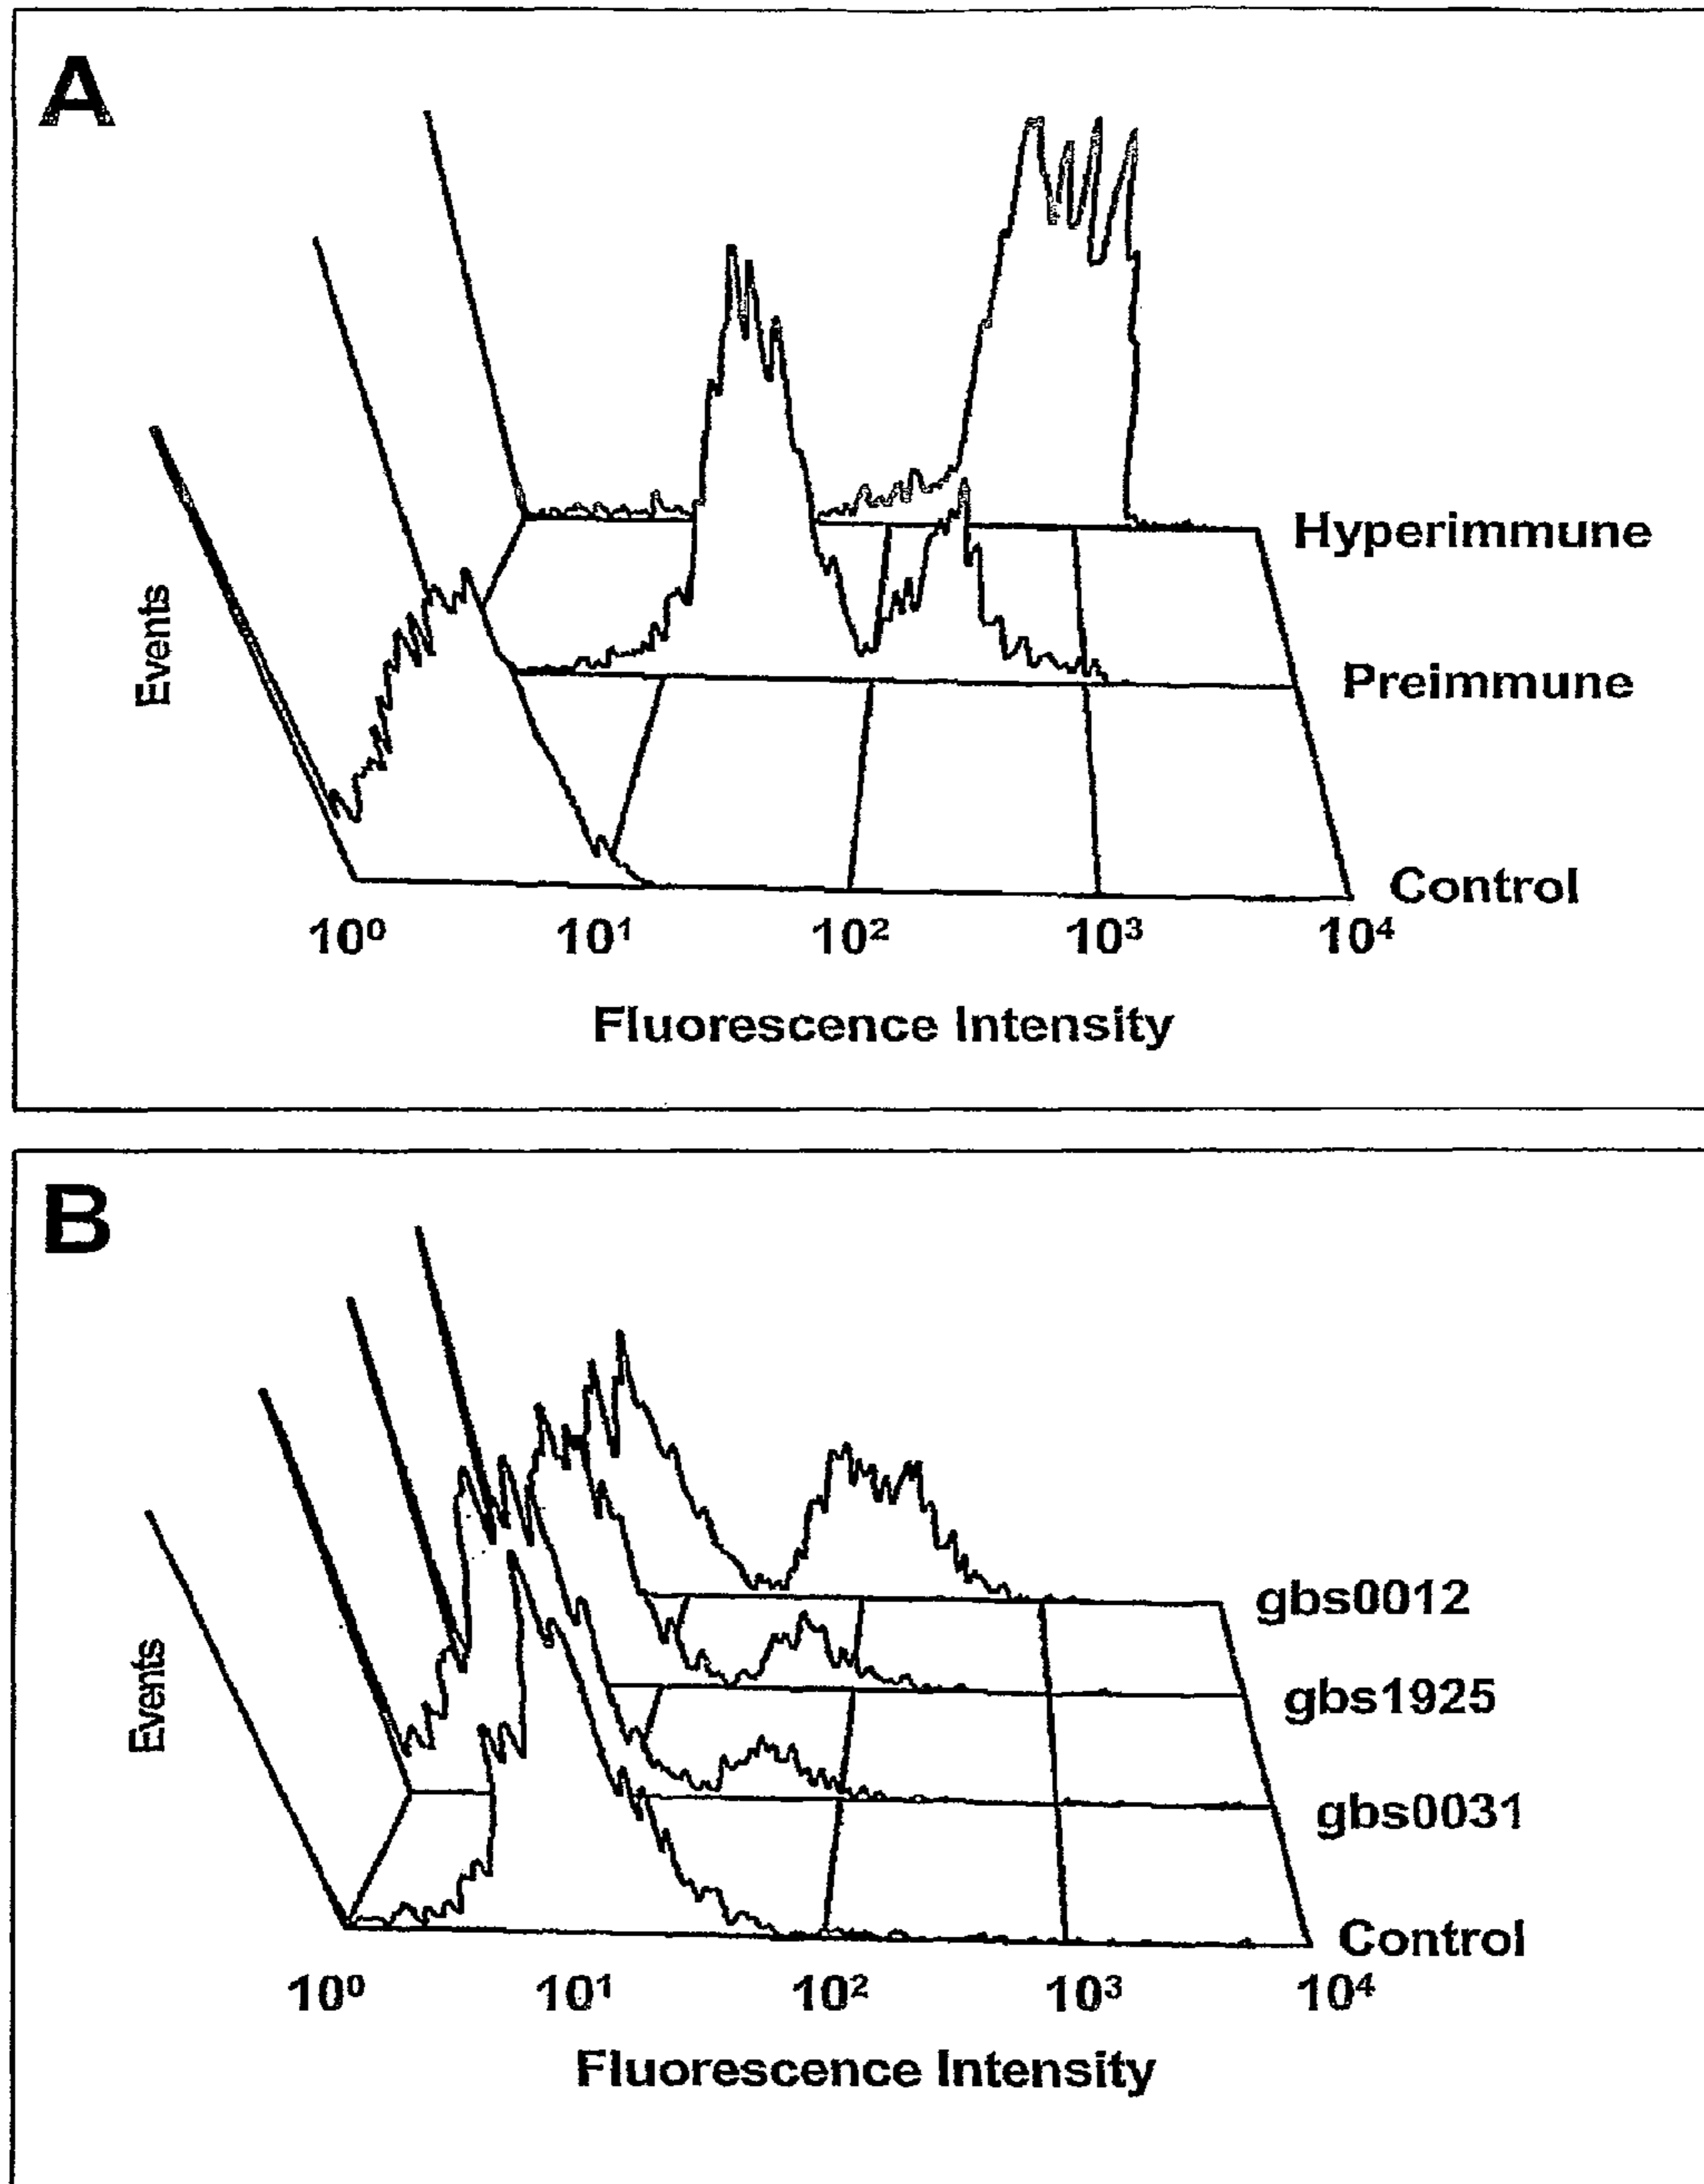 A
Events
Hyperimmune
Preimmune
Control
10⁰ 10¹ 10² 10³ 10⁴
Fluorescence Intensity
B
Events
gbs0012
gbs1925
gbs0031
Control
10⁰ 10¹ 10² 10³ 10⁴
Fluorescence Intensity